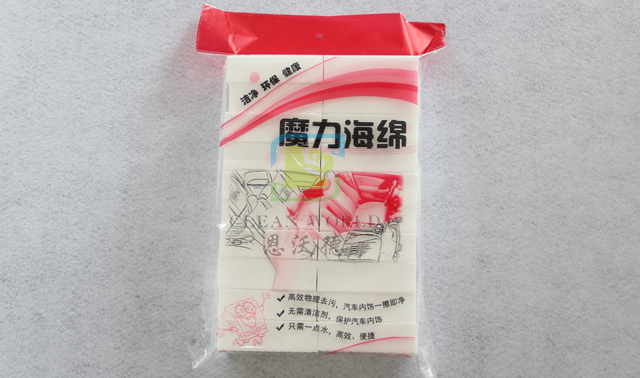 洁净 环保 健康
魔力海绵
CLEAN WORLD
恩沃德
✓高效物理去污，汽车内饰一擦即净
✓无需清洁剂，保护汽车内饰
✓只需一点水，高效、便捷